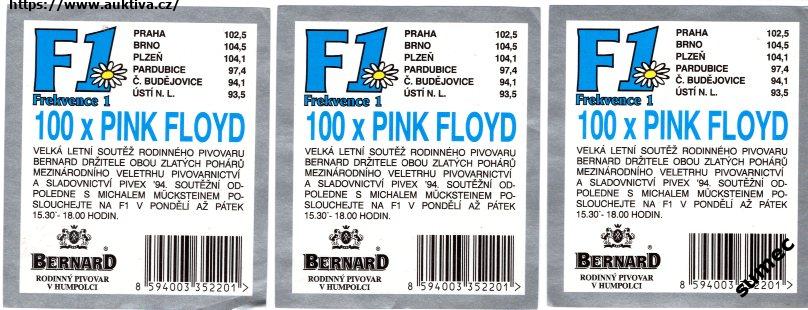 https://www.auktiva.cz/
F1
Frekvence 1
PRAHA 102,5
BRNO 104,5
PLZEŇ 104,1
PARDUBICE 97,4
Č. BUDĚJOVICE 94,1
ÚSTÍ N. L. 93,5
100 x PINK FLOYD
VELKÁ LETNÍ SOUTĚŽ RODINNÉHO PIVOVARU
BERNARD DRŽITELE OBOU ZLATÝCH POHÁRŮ
MEZINÁRODNÍHO VELETRHU PIVOVARNICTVÍ
A SLADOVNICTVÍ PIVEX '94. SOUTĚŽNÍ OD-
POLEDNE S MICHALEM MÜCKSTEINEM PO-
SLOUCHEJTE NA F1 V PONDĚLÍ AŽ PÁTEK
15.30 - 18.00 HODIN.
BERNARD ®
RODINNÝ PIVOVAR
V HUMPOLCI
8 594003 352201 >
F1
Frekvence 1
PRAHA 102,5
BRNO 104,5
PLZEŇ 104,1
PARDUBICE 97,4
Č. BUDĚJOVICE 94,1
ÚSTÍ N. L. 93,5
100 x PINK FLOYD
VELKÁ LETNÍ SOUTĚŽ RODINNÉHO PIVOVARU
BERNARD DRŽITELE OBOU ZLATÝCH POHÁRŮ
MEZINÁRODNÍHO VELETRHU PIVOVARNICTVÍ
A SLADOVNICTVÍ PIVEX '94. SOUTĚŽNÍ OD-
POLEDNE S MICHALEM MÜCKSTEINEM PO-
SLOUCHEJTE NA F1 V PONDĚLÍ AŽ PÁTEK
15.30 - 18.00 HODIN.
BERNARD ®
RODINNÝ PIVOVAR
V HUMPOLCI
8 594003 352201 >
F1
Frekvence 1
PRAHA 102,5
BRNO 104,5
PLZEŇ 104,1
PARDUBICE 97,4
Č. BUDĚJOVICE 94,1
ÚSTÍ N. L. 93,5
100 x PINK FLOYD
VELKÁ LETNÍ SOUTĚŽ RODINNÉHO PIVOVARU
BERNARD DRŽITELE OBOU ZLATÝCH POHÁRŮ
MEZINÁRODNÍHO VELETRHU PIVOVARNICTVÍ
A SLADOVNICTVÍ PIVEX '94. SOUTĚŽNÍ OD-
POLEDNE S MICHALEM MÜCKSTEINEM PO-
SLOUCHEJTE NA F1 V PONDĚLÍ AŽ PÁTEK
15.30 - 18.00 HODIN.
BERNARD ®
RODINNÝ PIVOVAR
V HUMPOLCI
8 594003 352201 >
sumec